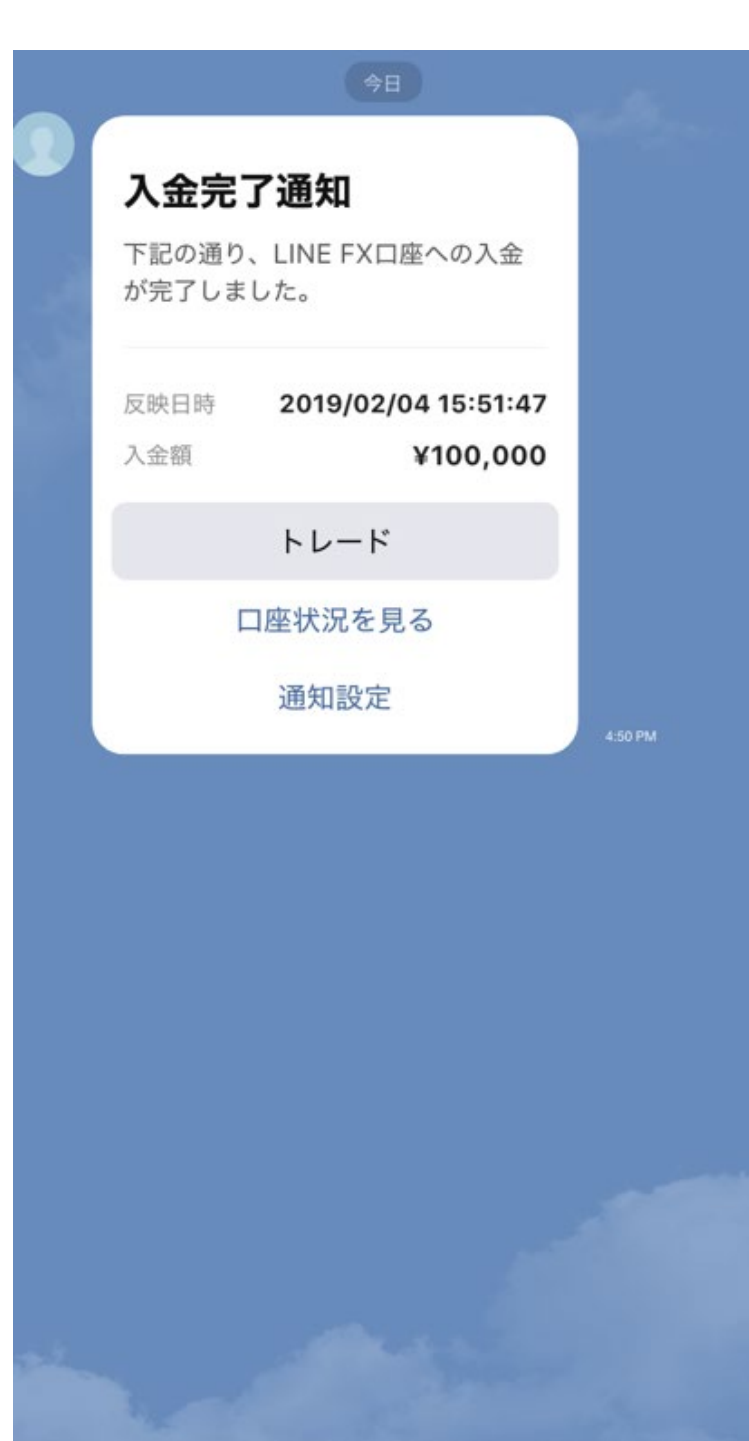 今日
入金完了通知
下記の通り、LINE FX口座への入金
が完了しました。
反映日時 2019/02/04 15:51:47
入金額 ¥100,000
トレード
口座状況を見る
通知設定
4:50 PM